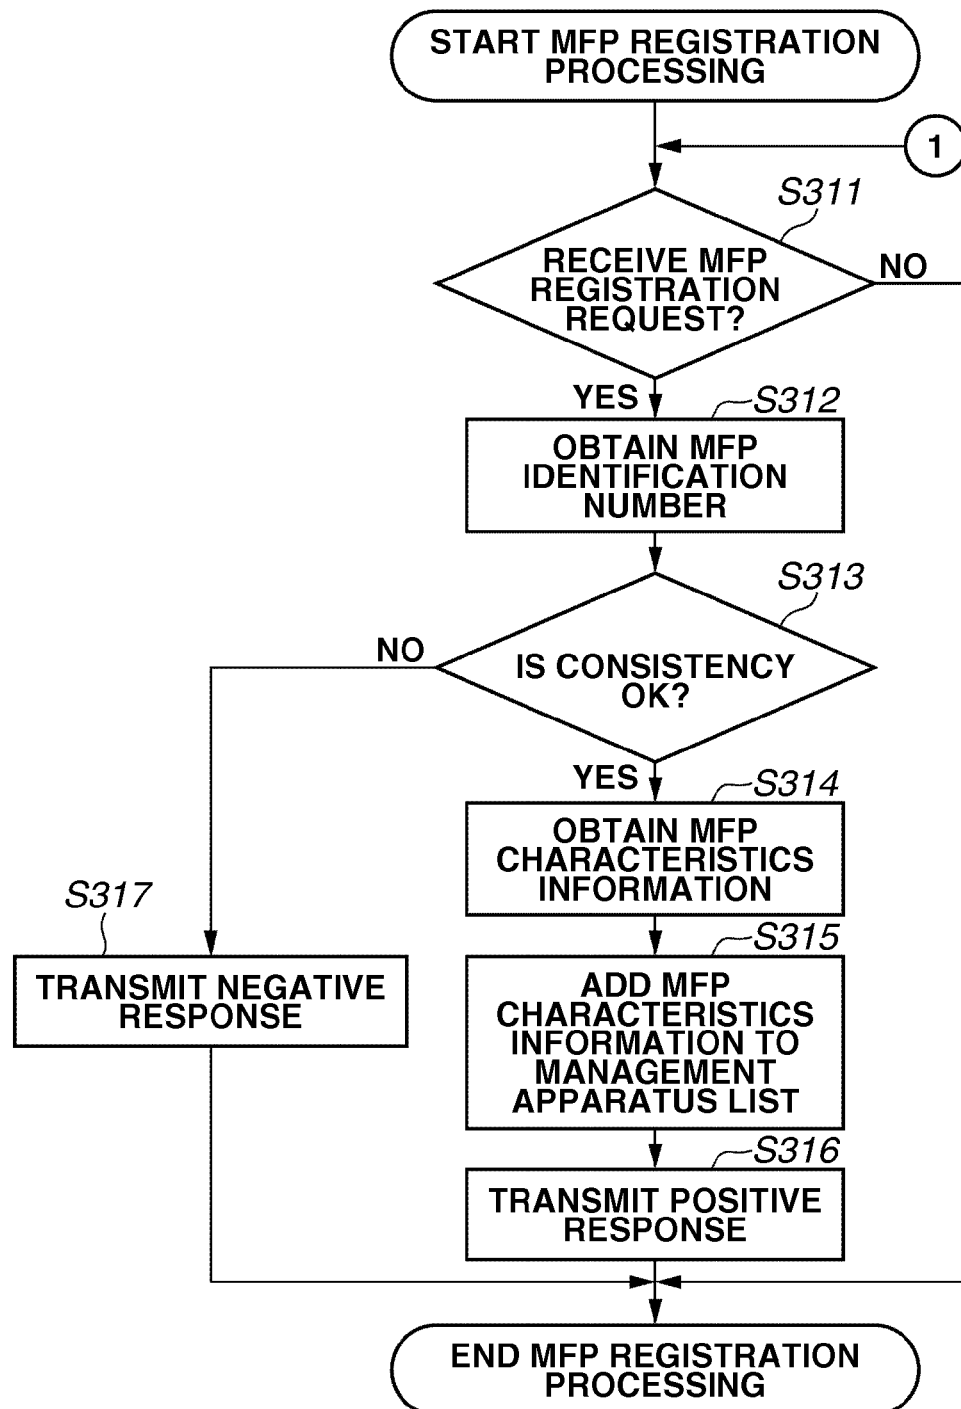 START MFP REGISTRATION
PROCESSING
1
S311
RECEIVE MFP
REGISTRATION
REQUEST?
NO
YES
S312
OBTAIN MFP
IDENTIFICATION
NUMBER
S313
NO
IS CONSISTENCY
OK?
YES
S314
OBTAIN MFP
CHARACTERISTICS
INFORMATION
S317
TRANSMIT NEGATIVE
RESPONSE
S315
ADD MFP
CHARACTERISTICS
INFORMATION TO
MANAGEMENT
APPARATUS LIST
S316
TRANSMIT POSITIVE
RESPONSE
END MFP REGISTRATION
PROCESSING